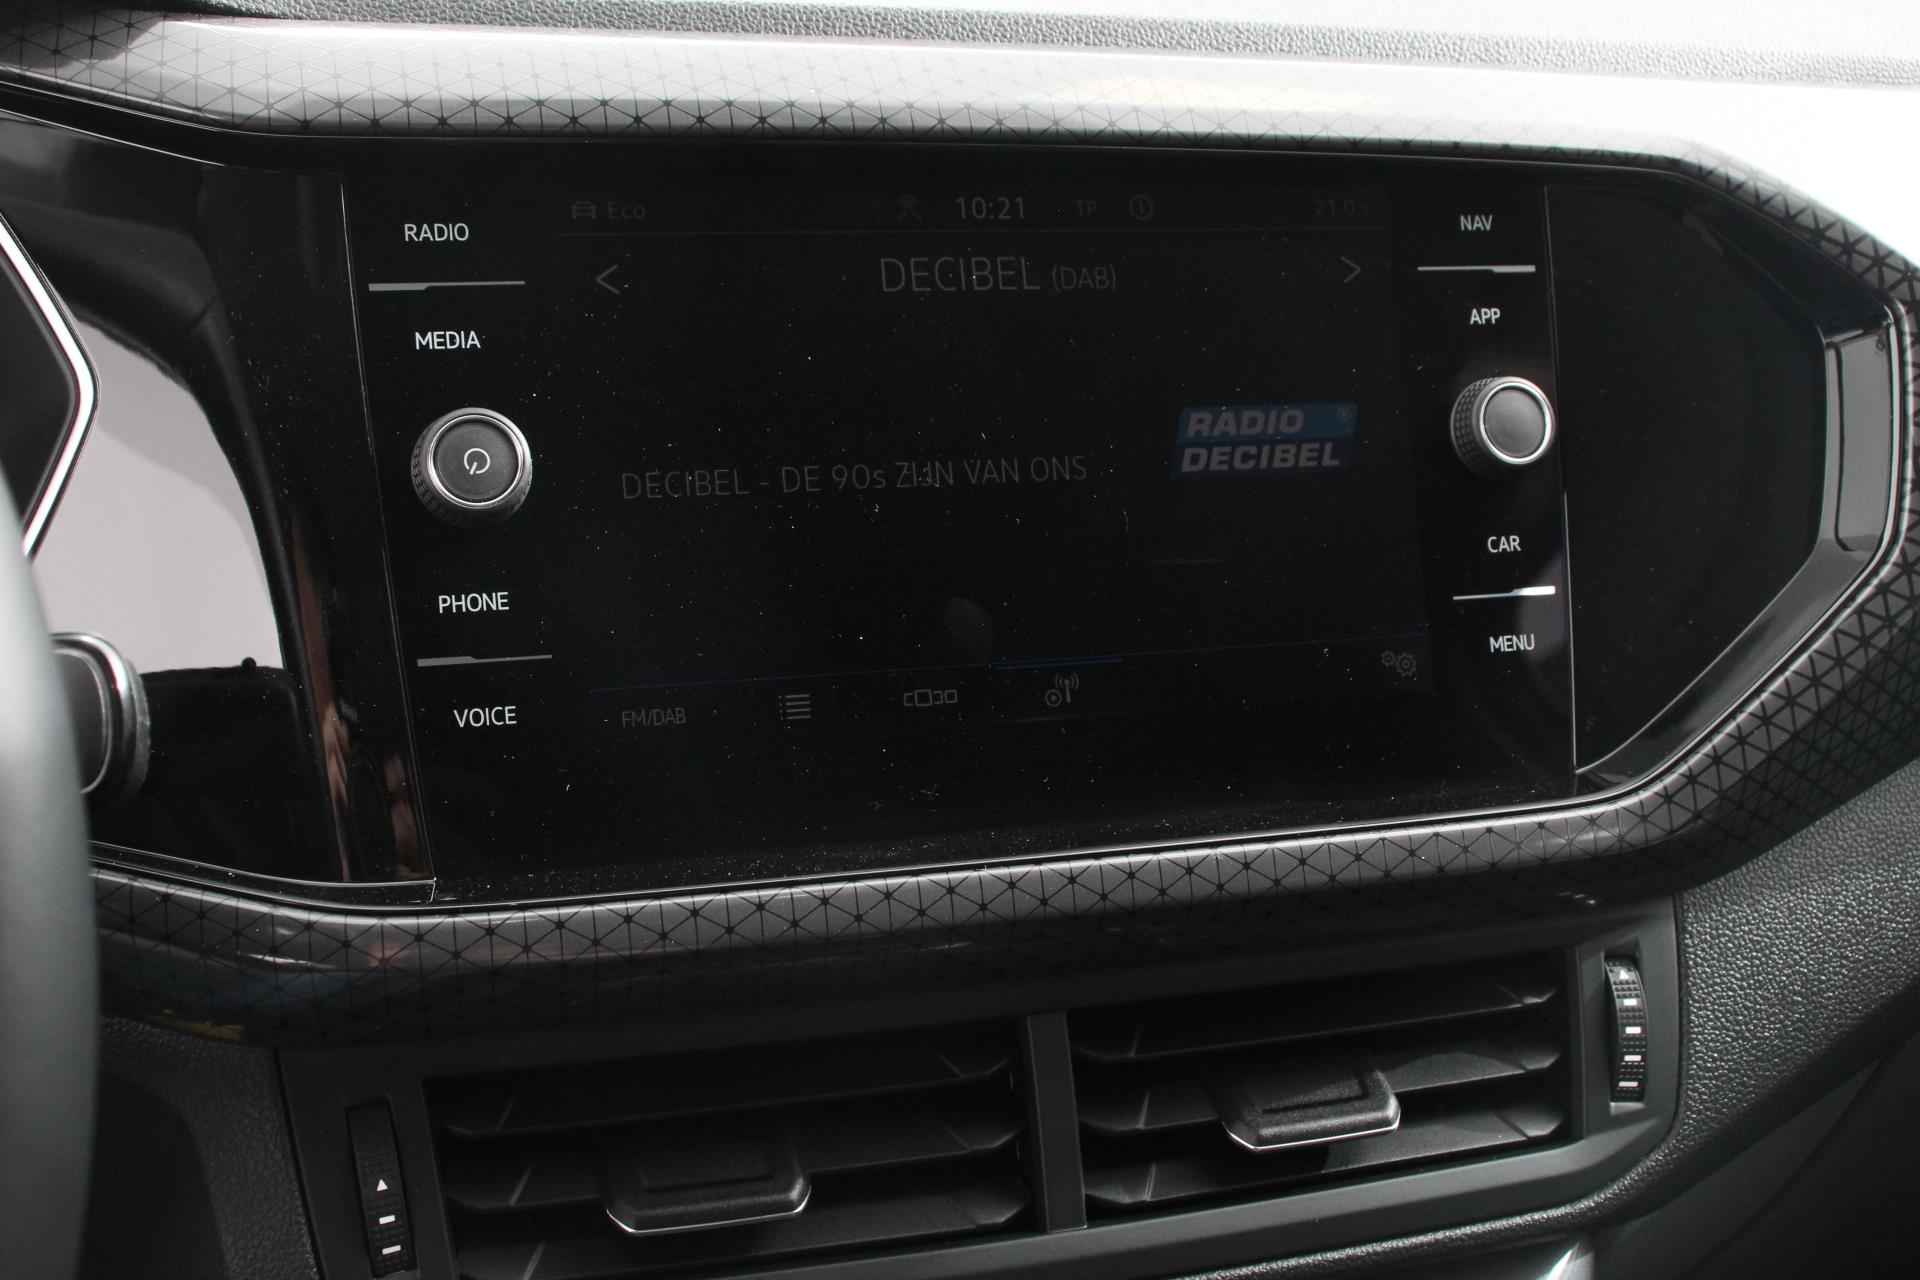 RADIO
MEDIA
PHONE
VOICE
Eco
10:21
TP
DECIBEL (DAB)
DECIBEL - DE 90s ZIJN VAN ONS
RADIO
DECIBEL
FM/DAB
NAV
APP
CAR
MENU